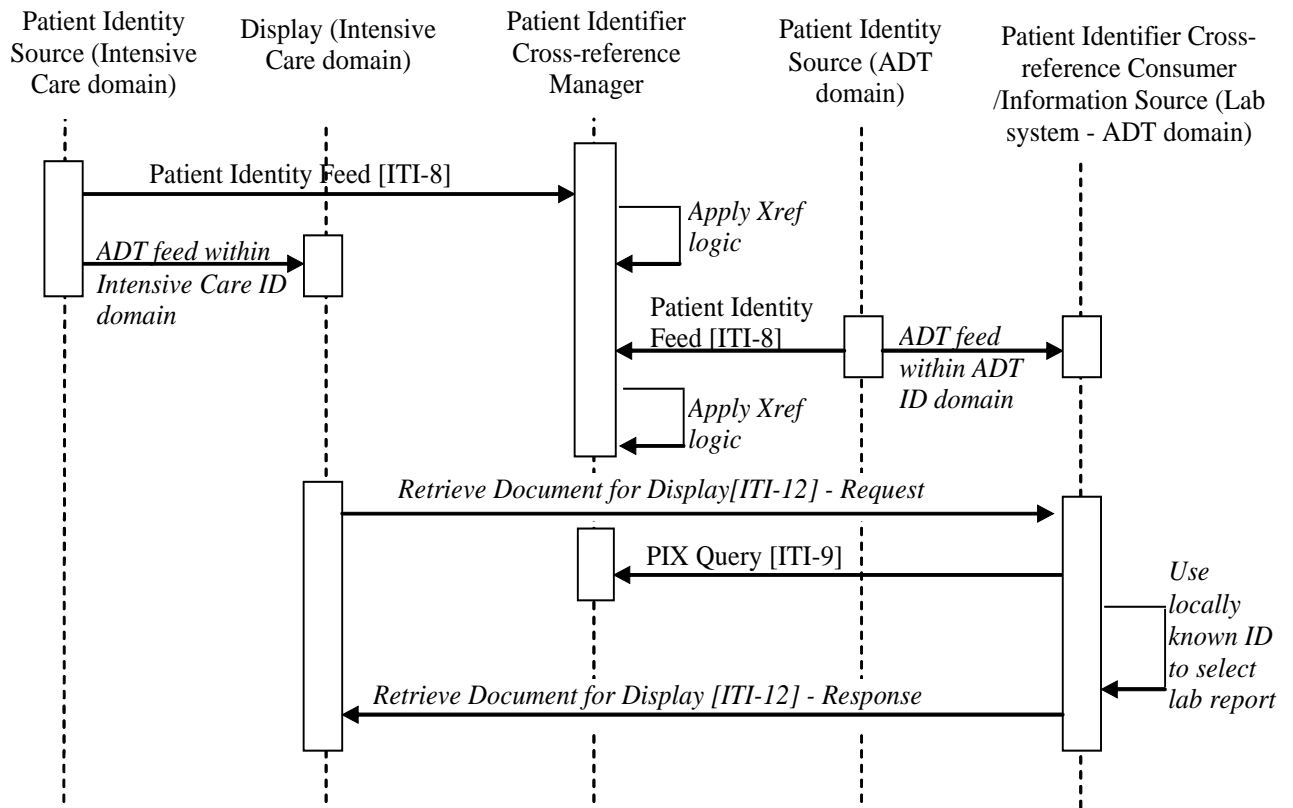 Patient Identity
Source (Intensive
Care domain)
Display (Intensive
Care domain)
Patient Identifier
Cross-reference
Manager
Patient Identity
Source (ADT
domain)
Patient Identifier Cross-
reference Consumer
/Information Source (Lab
system - ADT domain)
Patient Identity Feed [ITI-8]
Apply Xref
logic
ADT feed within
Intensive Care ID
domain
Patient Identity
Feed [ITI-8]
ADT feed
within ADT
ID domain
Apply Xref
logic
Retrieve Document for Display[ITI-12] - Request
PIX Query [ITI-9]
Use
locally
known ID
to select
lab report
Retrieve Document for Display [ITI-12] - Response